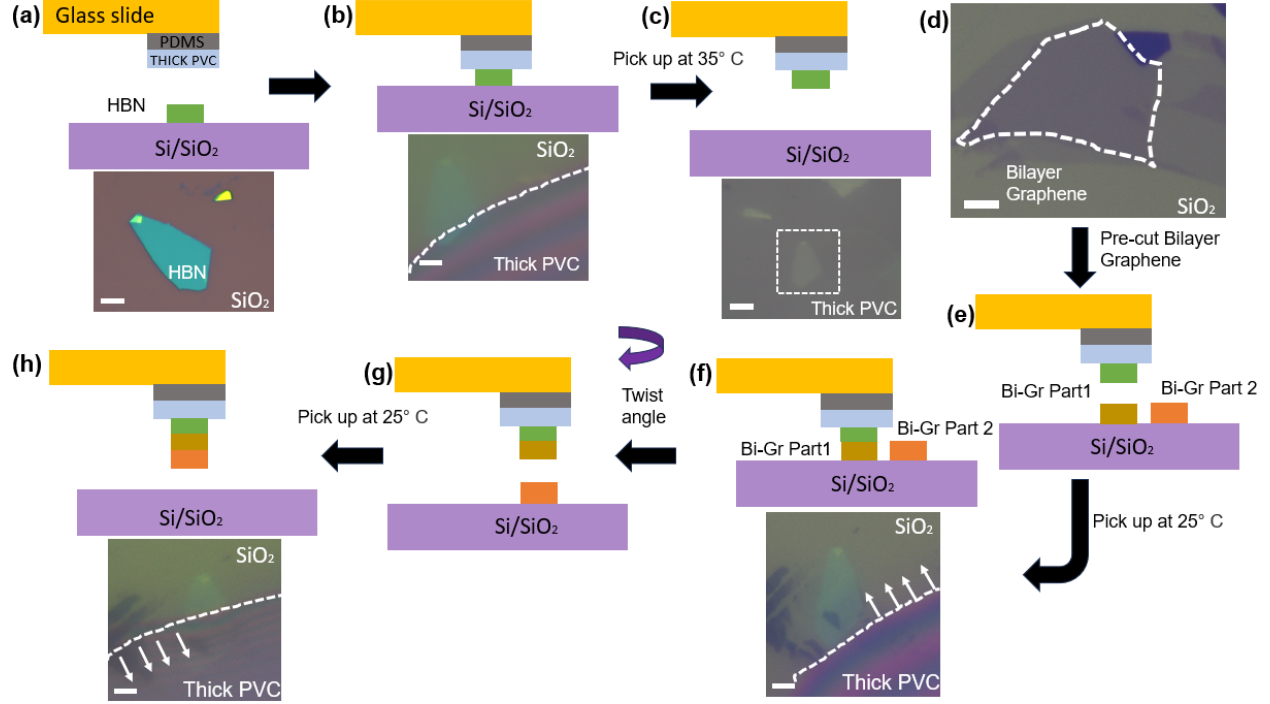 (a)
Glass slide
PDMS
THICK PVC
HBN
Si/SiO₂
HBN
SiO₂
(b)
Si/SiO₂
SiO₂
Thick PVC
(c)
Pick up at 35° C
Si/SiO₂
Thick PVC
(d)
Bilayer
Graphene
SiO₂
Pre-cut Bilayer
Graphene
(e)
Bi-Gr Part1
Bi-Gr Part 2
Si/SiO₂
Pick up at 25° C
(f)
Twist
angle
Bi-Gr Part 2
Bi-Gr Part1
Si/SiO₂
SiO₂
Thick PVC
(g)
Pick up at 25° C
Si/SiO₂
(h)
Si/SiO₂
SiO₂
Thick PVC